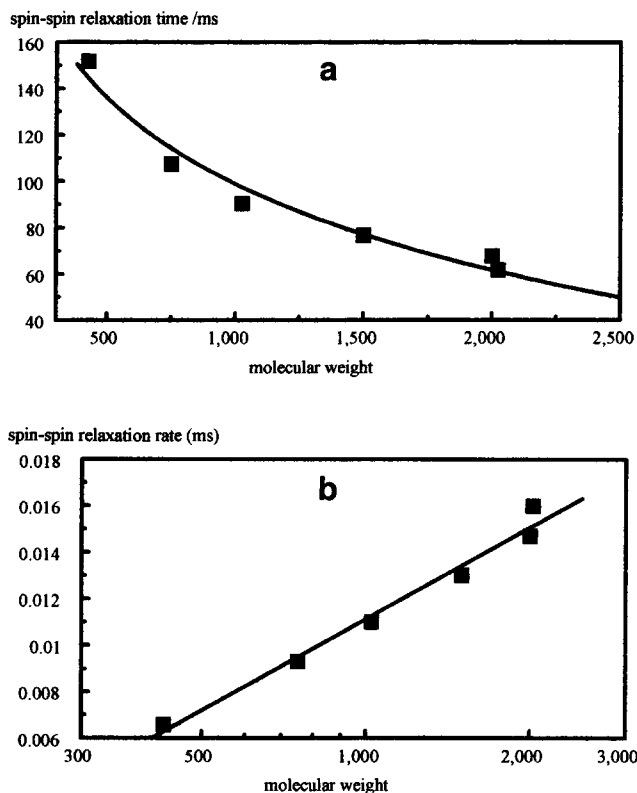 spin-spin relaxation time /ms
160
140
120
100
80
60
40
a
500 1,000 1,500 2,000 2,500
molecular weight
spin-spin relaxation rate (ms)
0.018
0.016
0.014
0.012
0.01
0.008
0.006
b
300 500 1,000 2,000 3,000
molecular weight